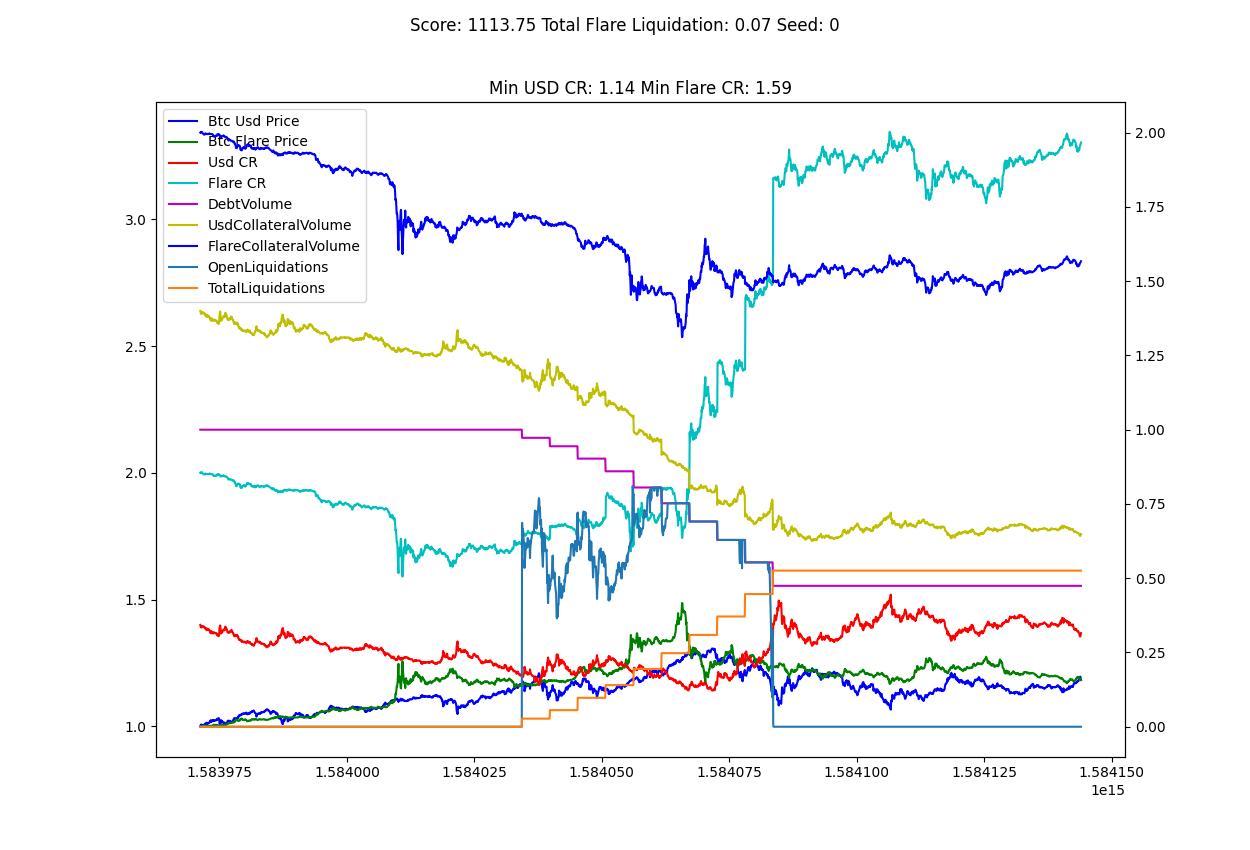 Score: 1113.75 Total Flare Liquidation: 0.07 Seed: 0
Min USD CR: 1.14 Min Flare CR: 1.59
Btc Usd Price
Btc Flare Price
Usd CR
Flare CR
DebtVolume
UsdCollateralVolume
FlareCollateralVolume
OpenLiquidations
TotalLiquidations
3.0
2.5
2.0
1.5
1.0
2.00
1.75
1.50
1.25
1.00
0.75
0.50
0.25
0.00
1.583975 1.584000 1.584025 1.584050 1.584075 1.584100 1.584125 1.584150
1e15